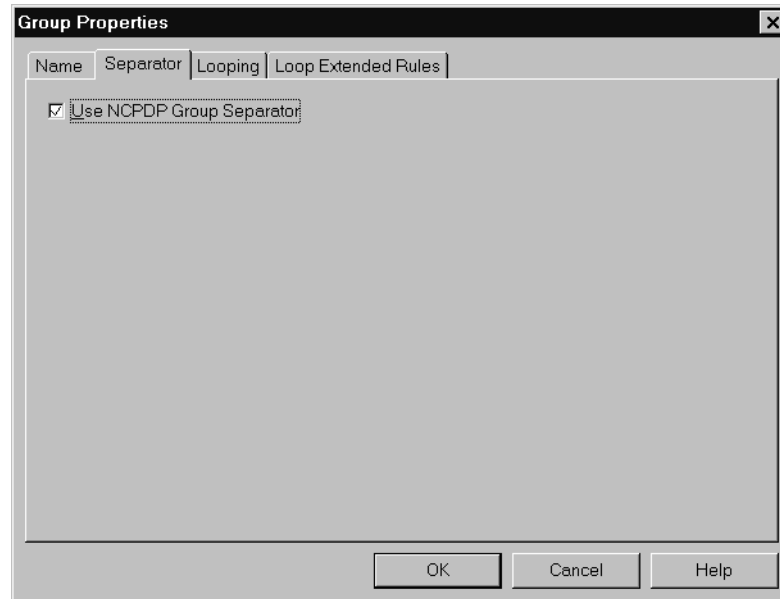 Group Properties
Name Separator Looping Loop Extended Rules
Use NCPDP Group Separator
OK Cancel Help